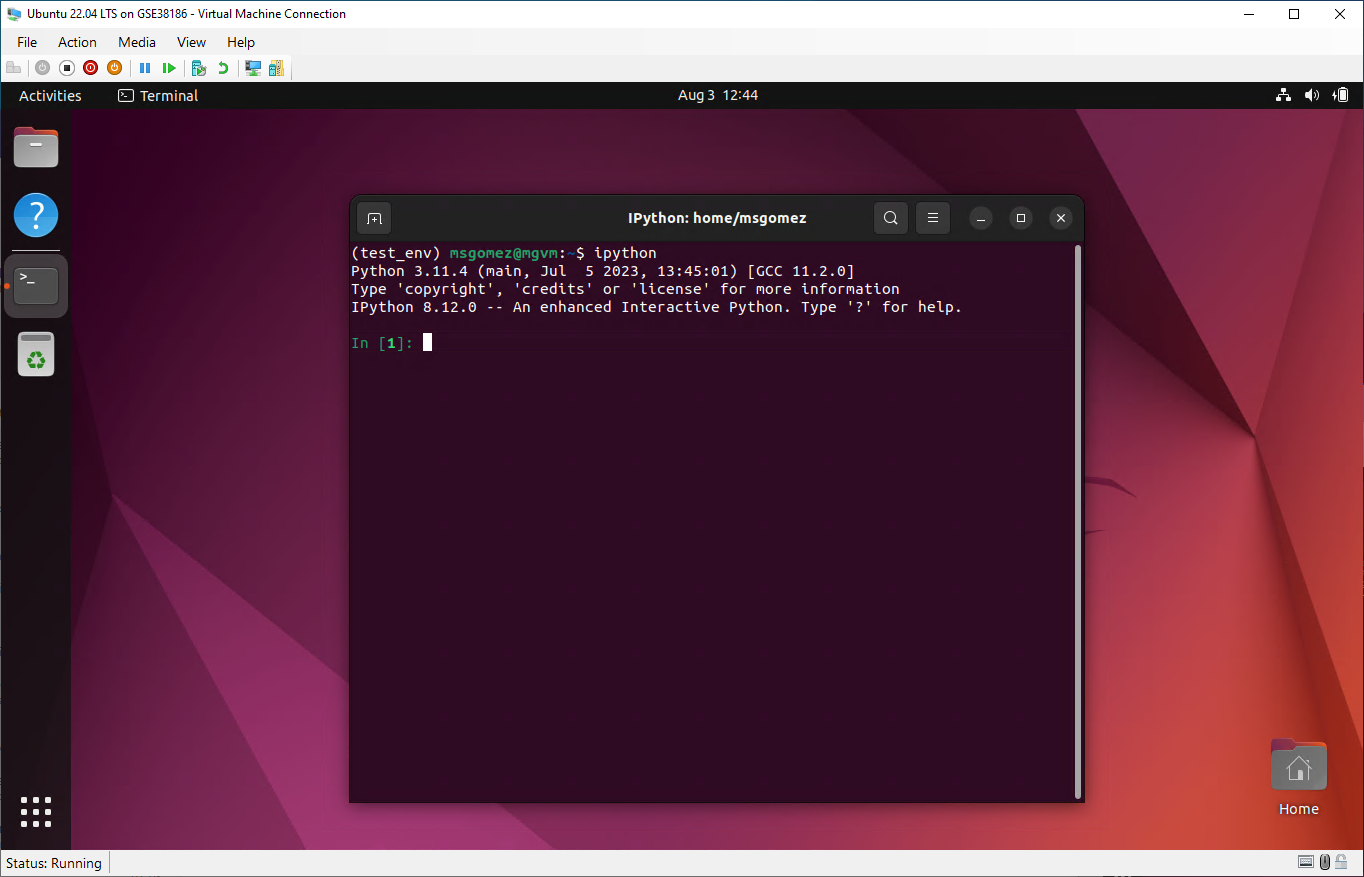 Ubuntu 22.04 LTS on GSE38186 - Virtual Machine Connection
File Action Media View Help
Activities Terminal Aug 3 12:44
IPython: home/msgomez
(test_env) msgomez@mgvm:~$ ipython
Python 3.11.4 (main, Jul  5 2023, 13:45:01) [GCC 11.2.0]
Type 'copyright', 'credits' or 'license' for more information
IPython 8.12.0 -- An enhanced Interactive Python. Type '?' for help.
In [1]:
Home
Status: Running